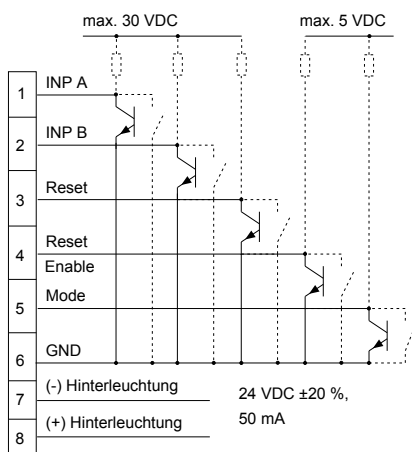 max. 30 VDC
max. 5 VDC
1 INP A
2 INP B
3 Reset
4 Reset
Enable
5 Mode
6 GND
7 (-) Hinterleuchtung
24 VDC ±20 %,
50 mA
8 (+) Hinterleuchtung